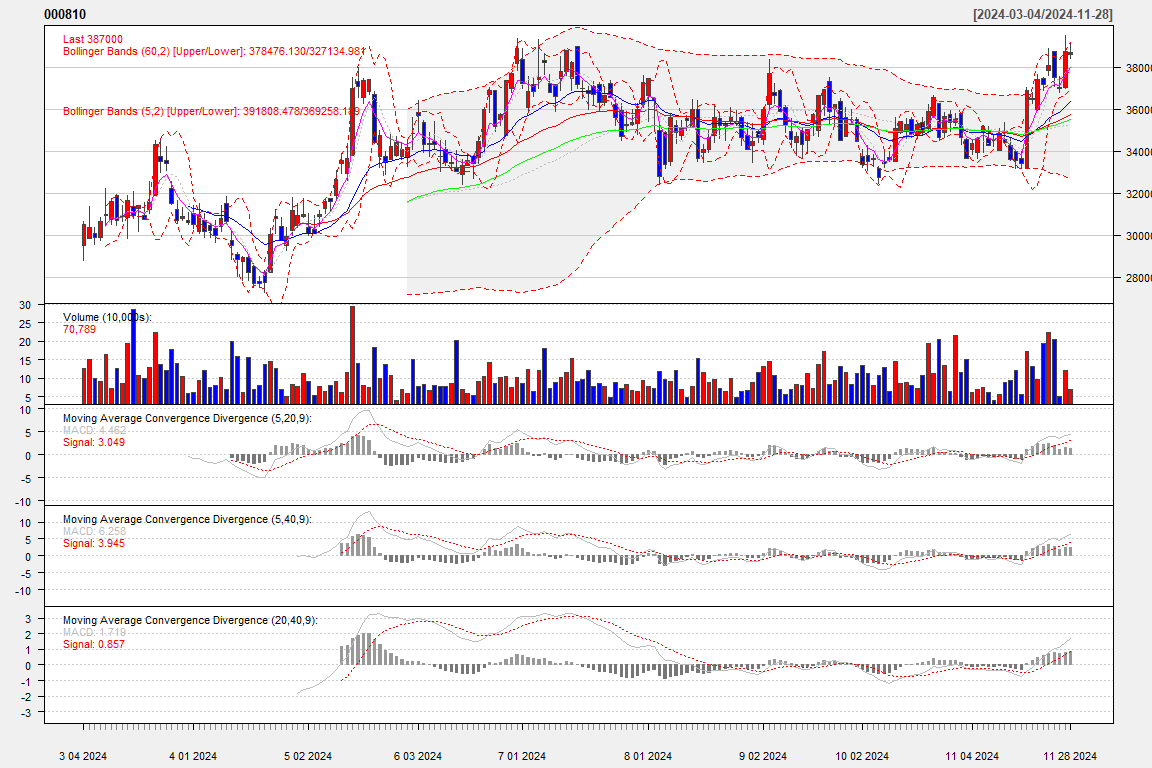 000810 [2024-03-04/2024-11-28]
Last 387000
Bollinger Bands (60,2) [Upper/Lower]: 378476.130/327134.981
Bollinger Bands (5,2) [Upper/Lower]: 391808.478/369258.189
38000
36000
34000
32000
30000
28000
Volume (10,000s):
70,789
30
25
20
15
10
5
Moving Average Convergence Divergence (5,20,9):
MACD: 4.462
Signal: 3.049
10
5
0
-5
-10
Moving Average Convergence Divergence (5,40,9):
MACD: 6.258
Signal: 3.945
10
5
0
-5
-10
Moving Average Convergence Divergence (20,40,9):
MACD: 1.719
Signal: 0.857
3
2
1
0
-1
-2
-3
3 04 2024 4 01 2024 5 02 2024 6 03 2024 7 01 2024 8 01 2024 9 02 2024 10 02 2024 11 04 2024 11 28 2024